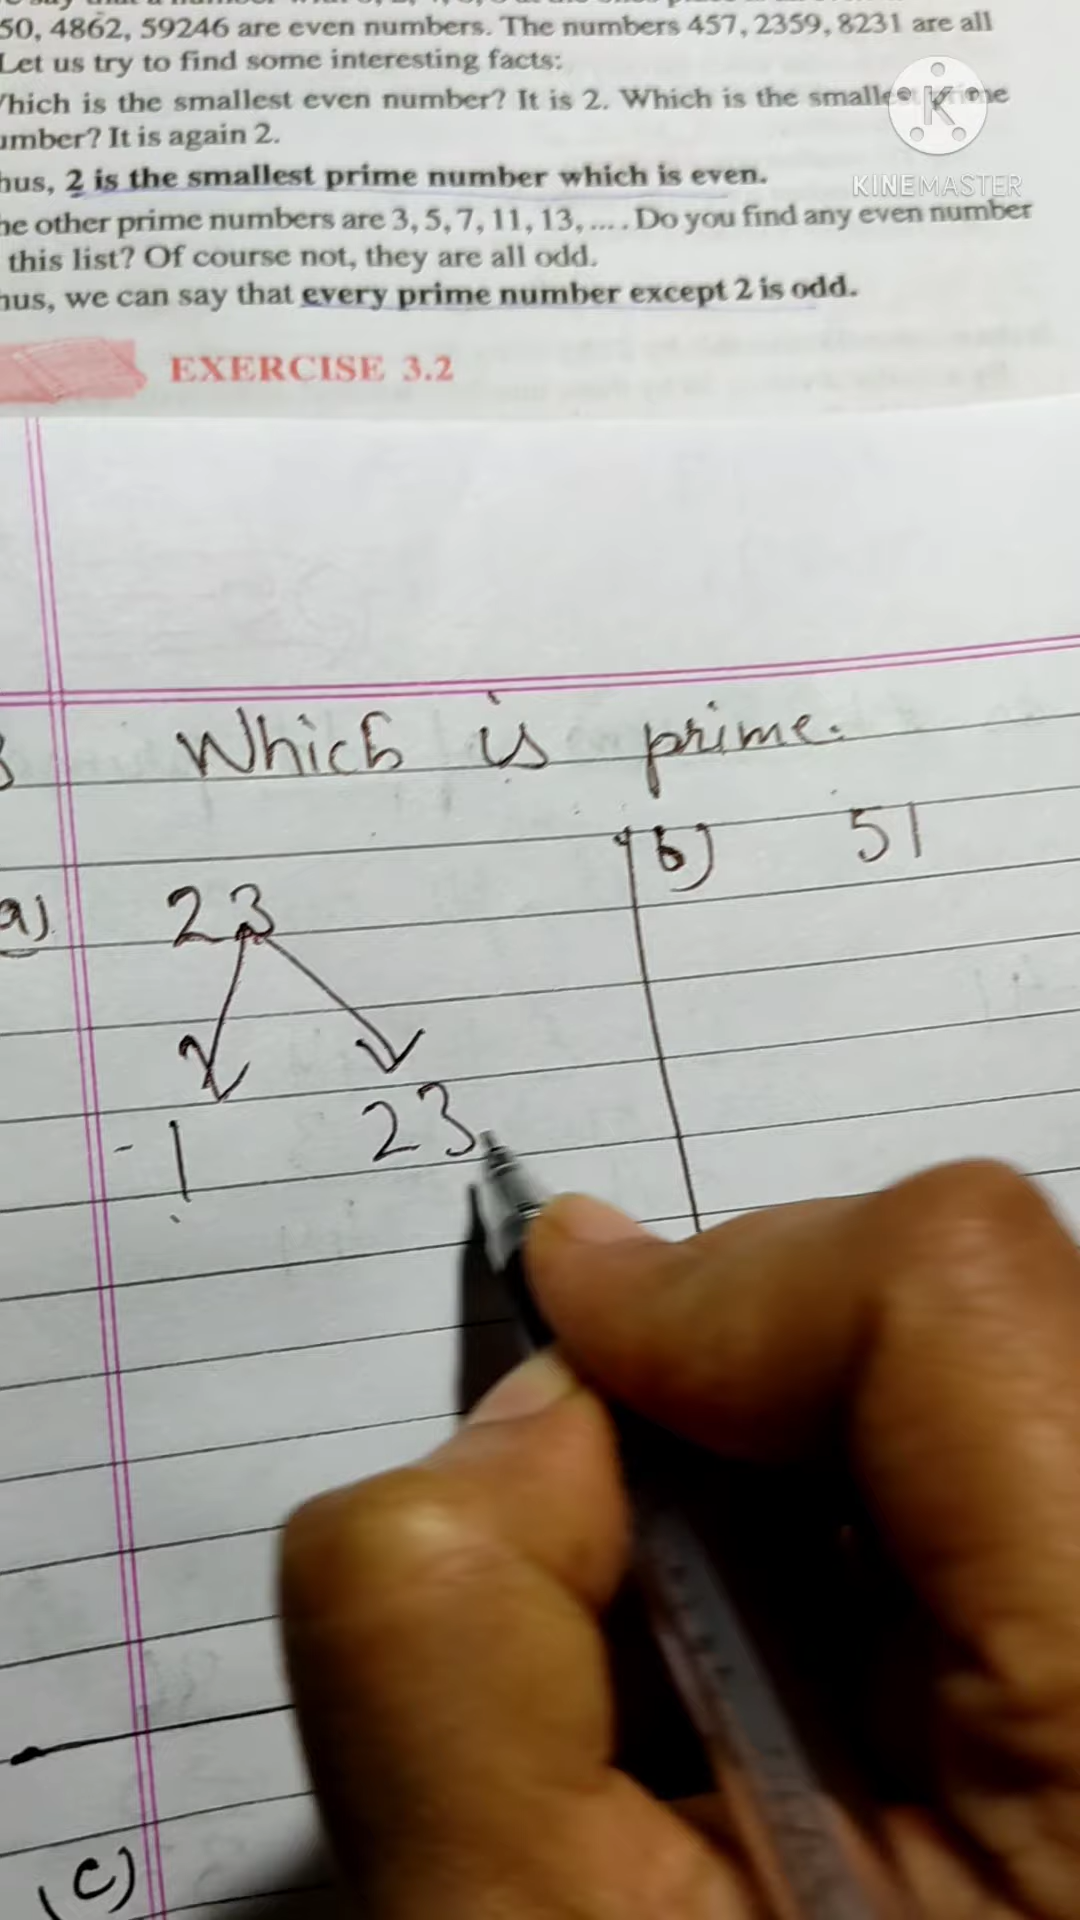 50, 4862, 59246 are even numbers. The numbers 457, 2359, 8231 are all
Let us try to find some interesting facts:
hich is the smallest even number? It is 2. Which is the smallest prime
umber? It is again 2.
hus, 2 is the smallest prime number which is even.
he other prime numbers are 3, 5, 7, 11, 13, .... Do you find any even number
this list? Of course not, they are all odd.
hus, we can say that every prime number except 2 is odd.
K
KINEMASTER
EXERCISE 3.2
Which is prime.
a) 23
b) 51
1 23
(c)